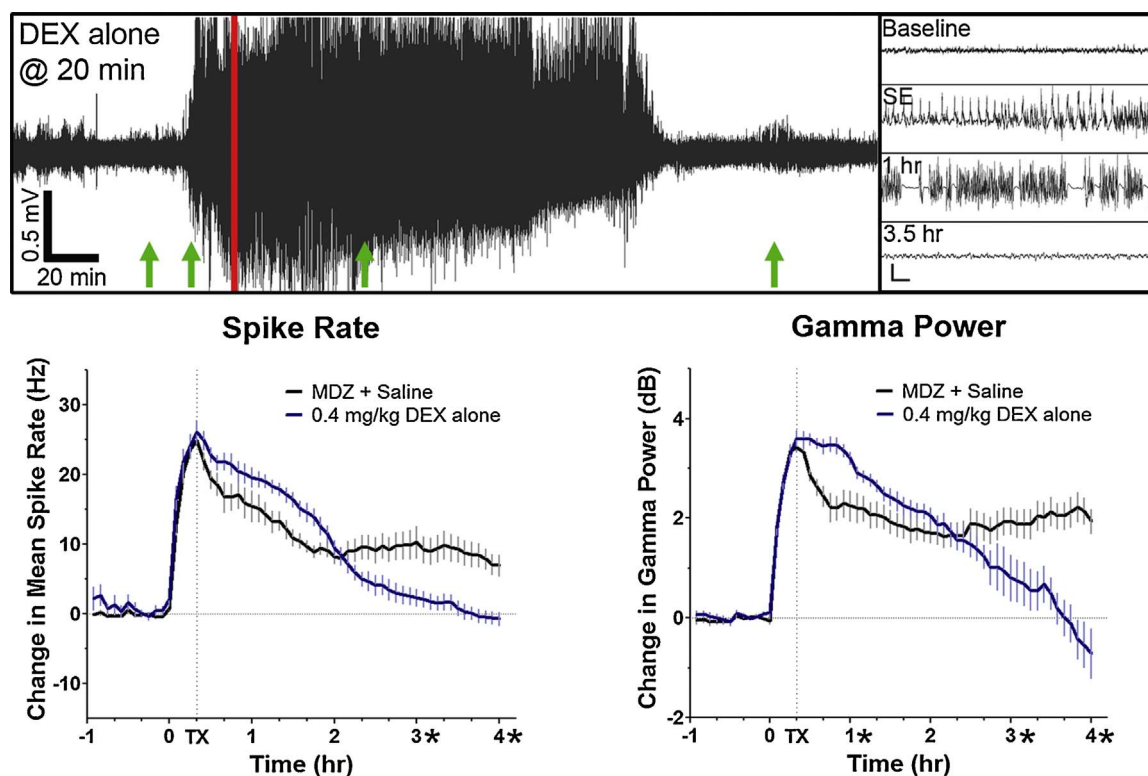 DEX alone
@ 20 min
0.5 mV
20 min
Baseline
SE
1 hr
3.5 hr
Spike Rate
Change in Mean Spike Rate (Hz)
30
20
10
0
-10
MDZ + Saline
0.4 mg/kg DEX alone
-1 0 TX 1 2 3* 4*
Time (hr)
Gamma Power
Change in Gamma Power (dB)
4
2
0
-2
MDZ + Saline
0.4 mg/kg DEX alone
-1 0 TX 1* 2 3* 4*
Time (hr)